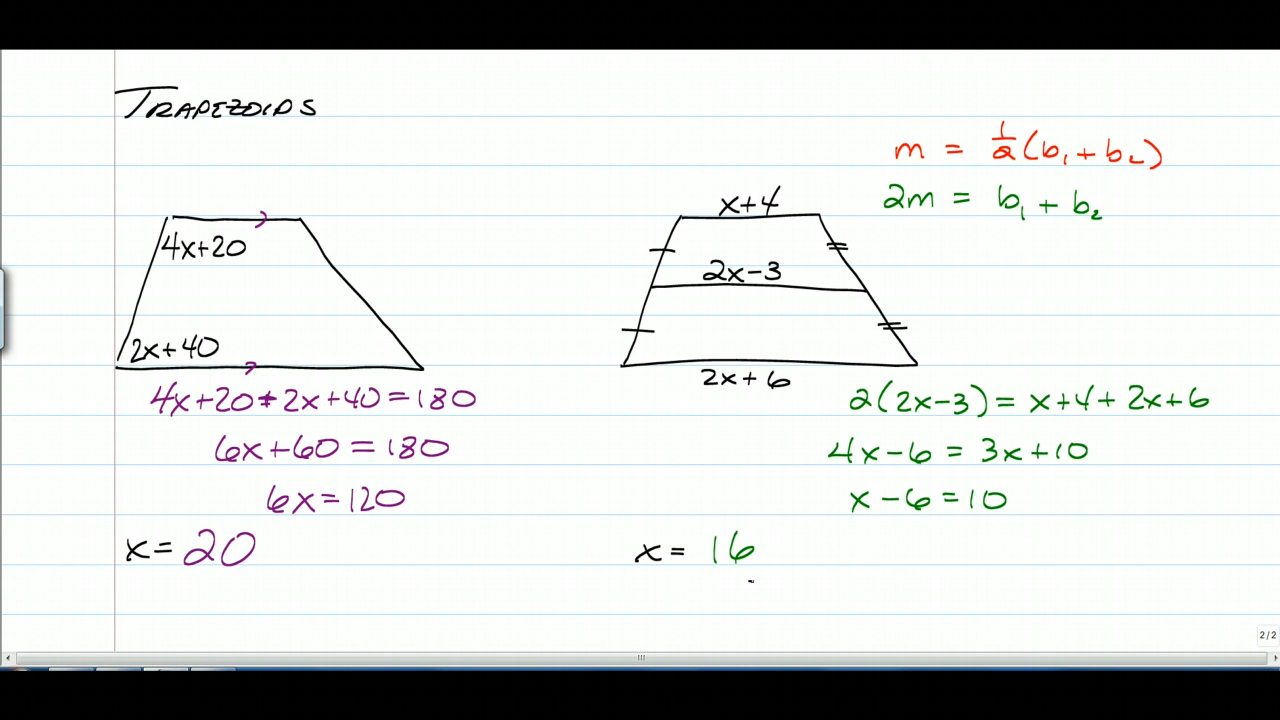 TRAPEZOIDS
4x+20
2x+40
4x+20+2x+40=180
6x+60=180
6x=120
x=20
m = 1/2(b₁+b₂)
2m = b₁+b₂
x+4
2x-3
2x+6
2(2x-3)=x+4+2x+6
4x-6=3x+10
x-6=10
x=16
2/2